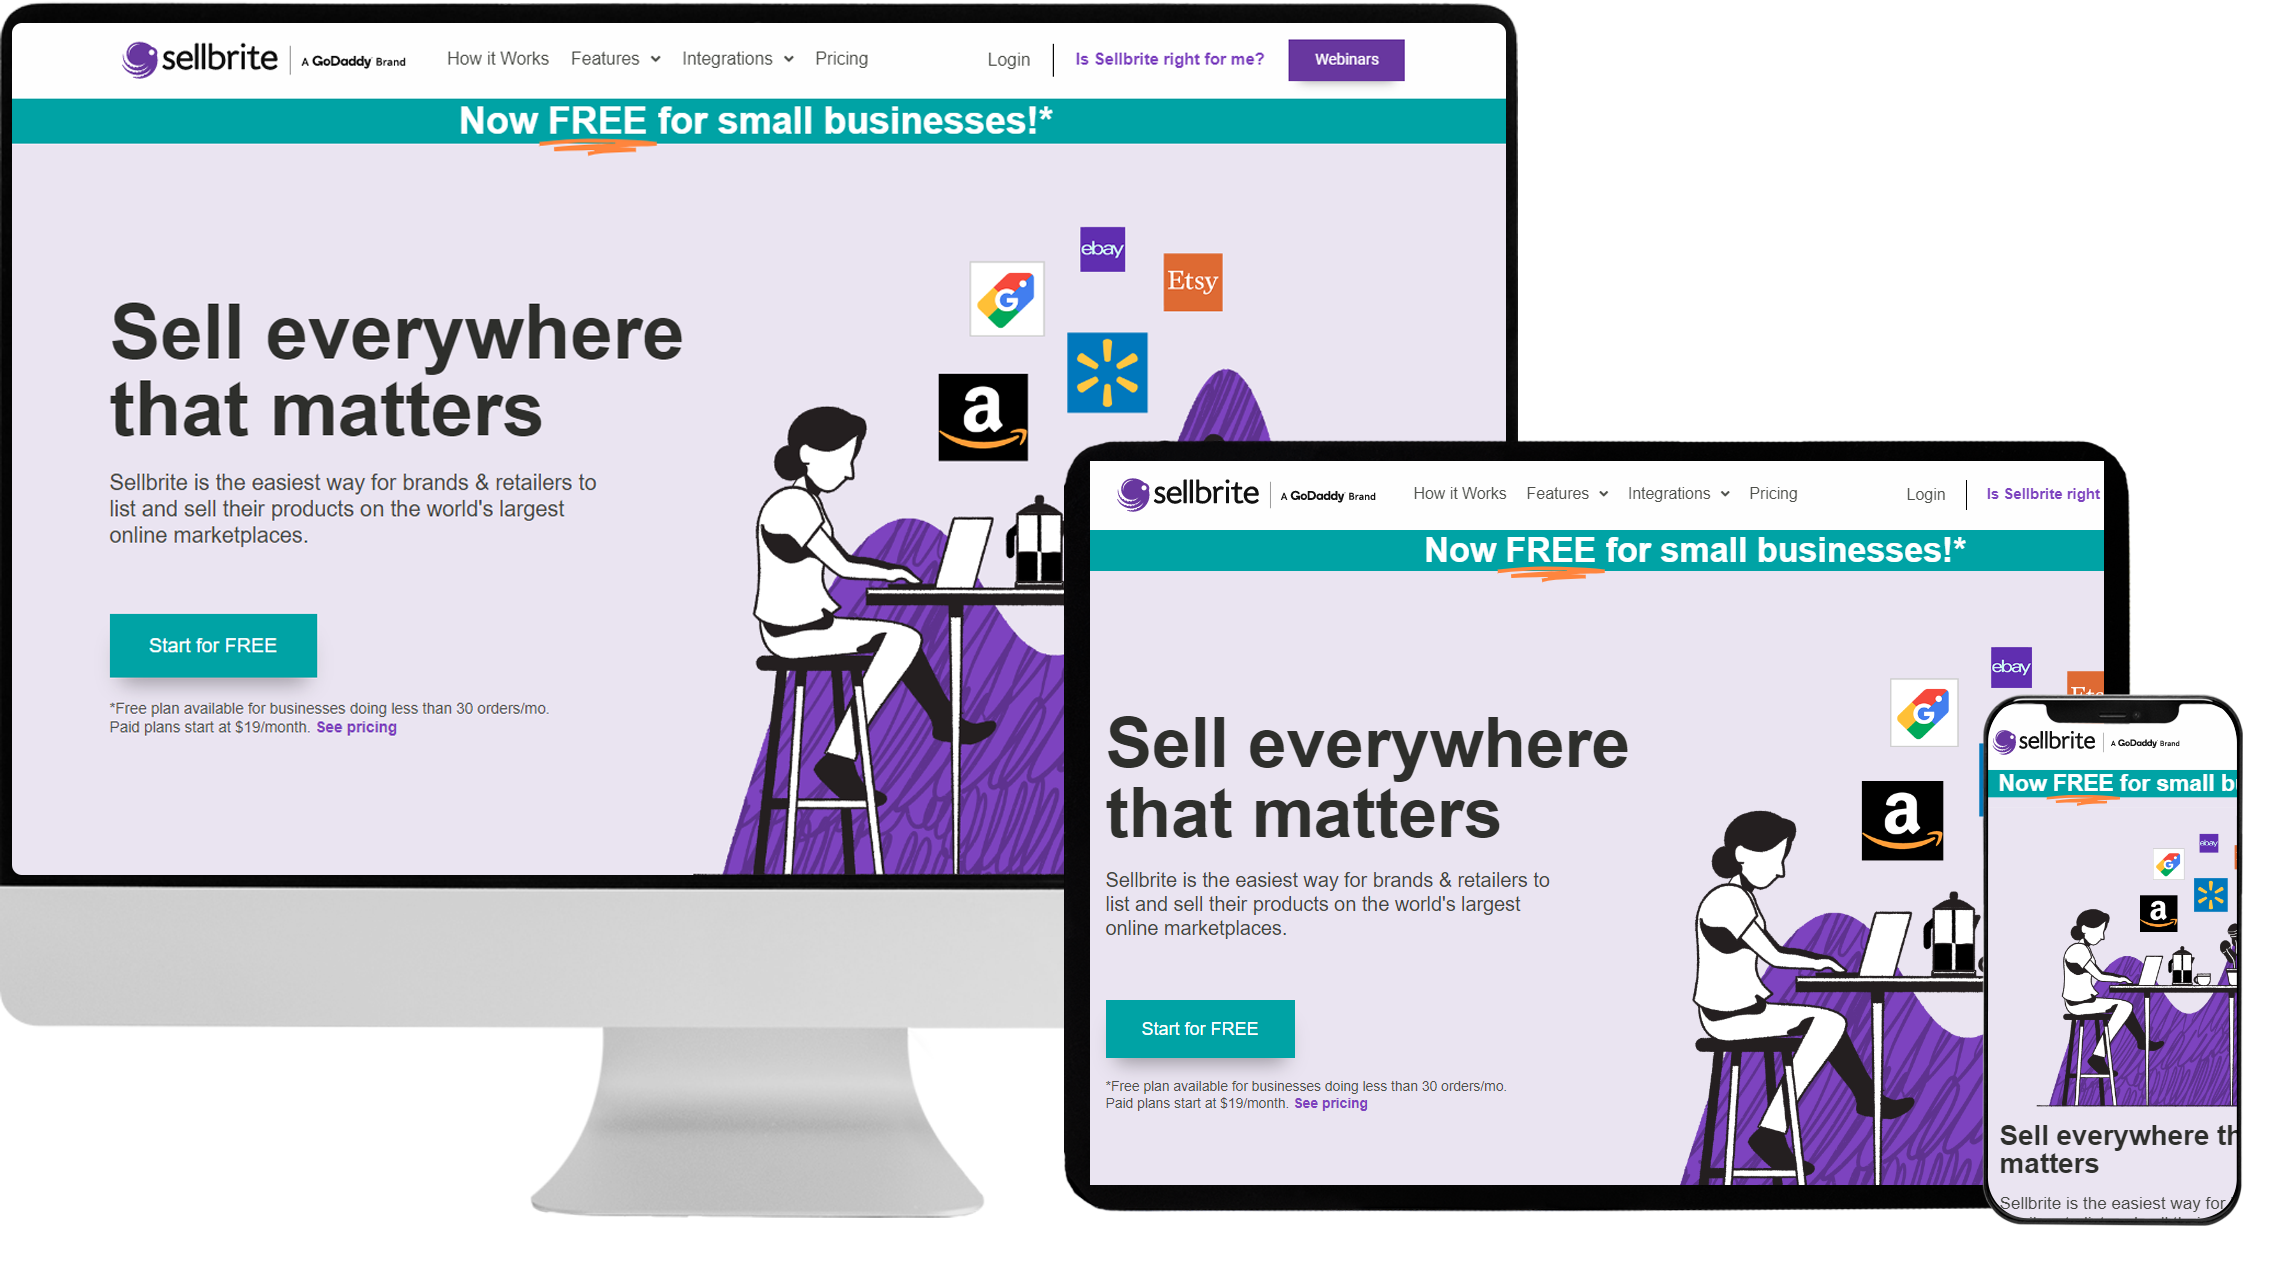 sellbrite
A GoDaddy Brand
How it Works
Features
Integrations
Pricing
Login
Is Sellbrite right for me?
Webinars
Now FREE for small businesses!*
ebay
Etsy
G
a
Sell everywhere
that matters
Sellbrite is the easiest way for brands & retailers to
list and sell their products on the world's largest
online marketplaces.
Start for FREE
*Free plan available for businesses doing less than 30 orders/mo.
Paid plans start at $19/month. See pricing
sellbrite
A GoDaddy Brand
How it Works
Features
Integrations
Pricing
Login
Is Sellbrite right
Now FREE for small businesses!*
ebay
G
a
Sell everywhere
that matters
Sellbrite is the easiest way for brands & retailers to
list and sell their products on the world's largest
online marketplaces.
Start for FREE
*Free plan available for businesses doing less than 30 orders/mo.
Paid plans start at $19/month. See pricing
sellbrite
A GoDaddy Brand
Now FREE for small b
ebay
G
a
Sell everywhere th
matters
Sellbrite is the easiest way for